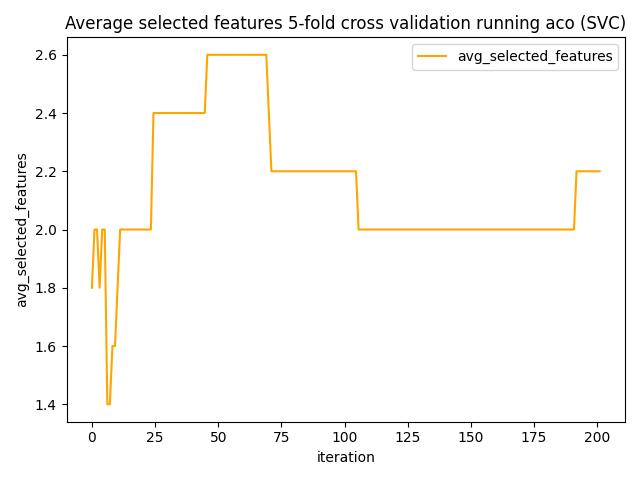 Average selected features 5-fold cross validation running aco (SVC)
avg_selected_features
2.6
2.4
2.2
2.0
1.8
1.6
1.4
avg_selected_features
0 25 50 75 100 125 150 175 200
iteration